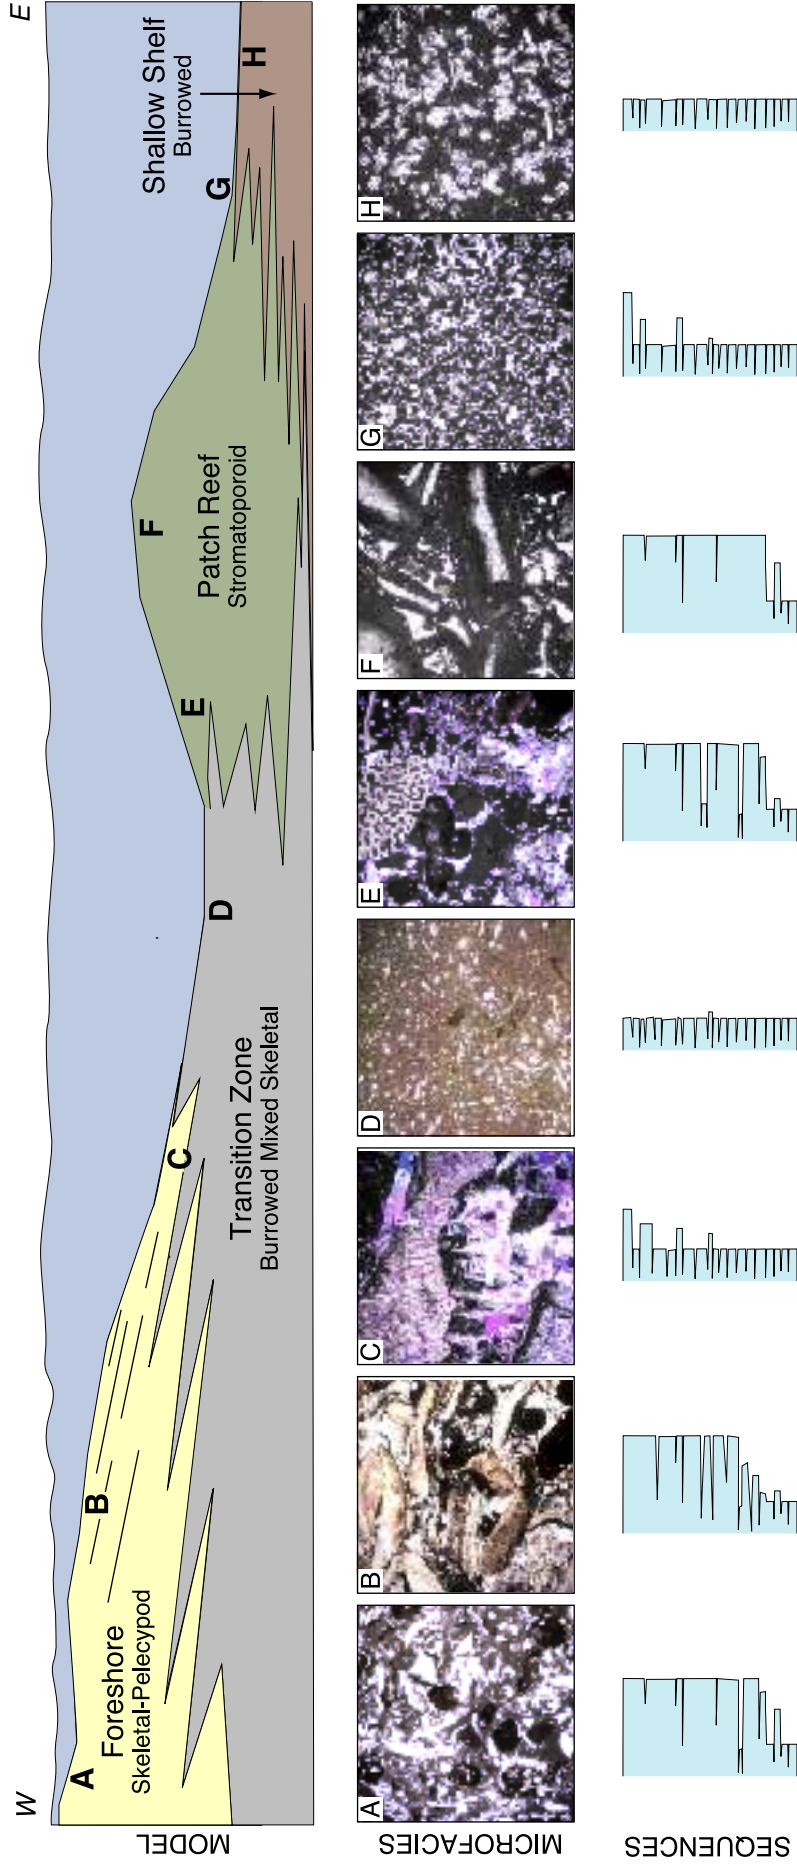 W
E
MODEL
A
Foreshore
Skeletal-Pelecypod
B
C
Transition Zone
Burrowed Mixed Skeletal
D
E
Patch Reef
Stromatoporoid
F
G
Shallow Shelf
Burrowed
H
MICROFACIES
A
B
C
D
E
F
G
H
SEQUENCES